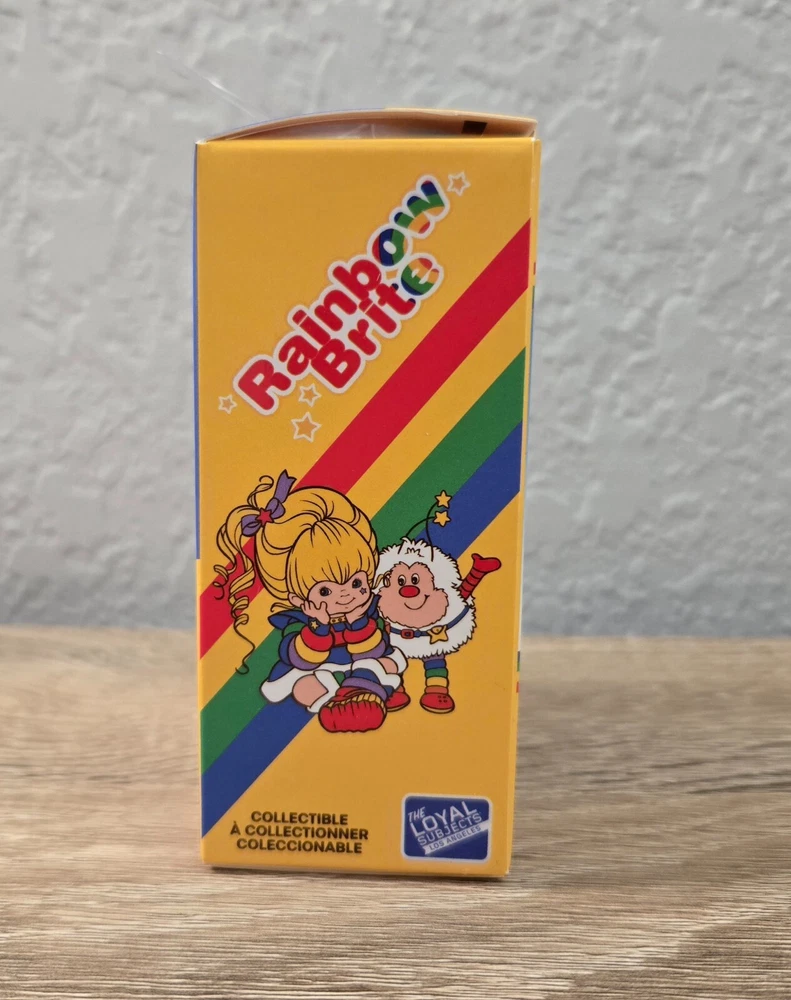 Rainbow
Brite
COLLECTIBLE
À COLLECTIONNER
COLECCIONABLE
THE
LOYAL
SUBJECTS
LOS ANGELES